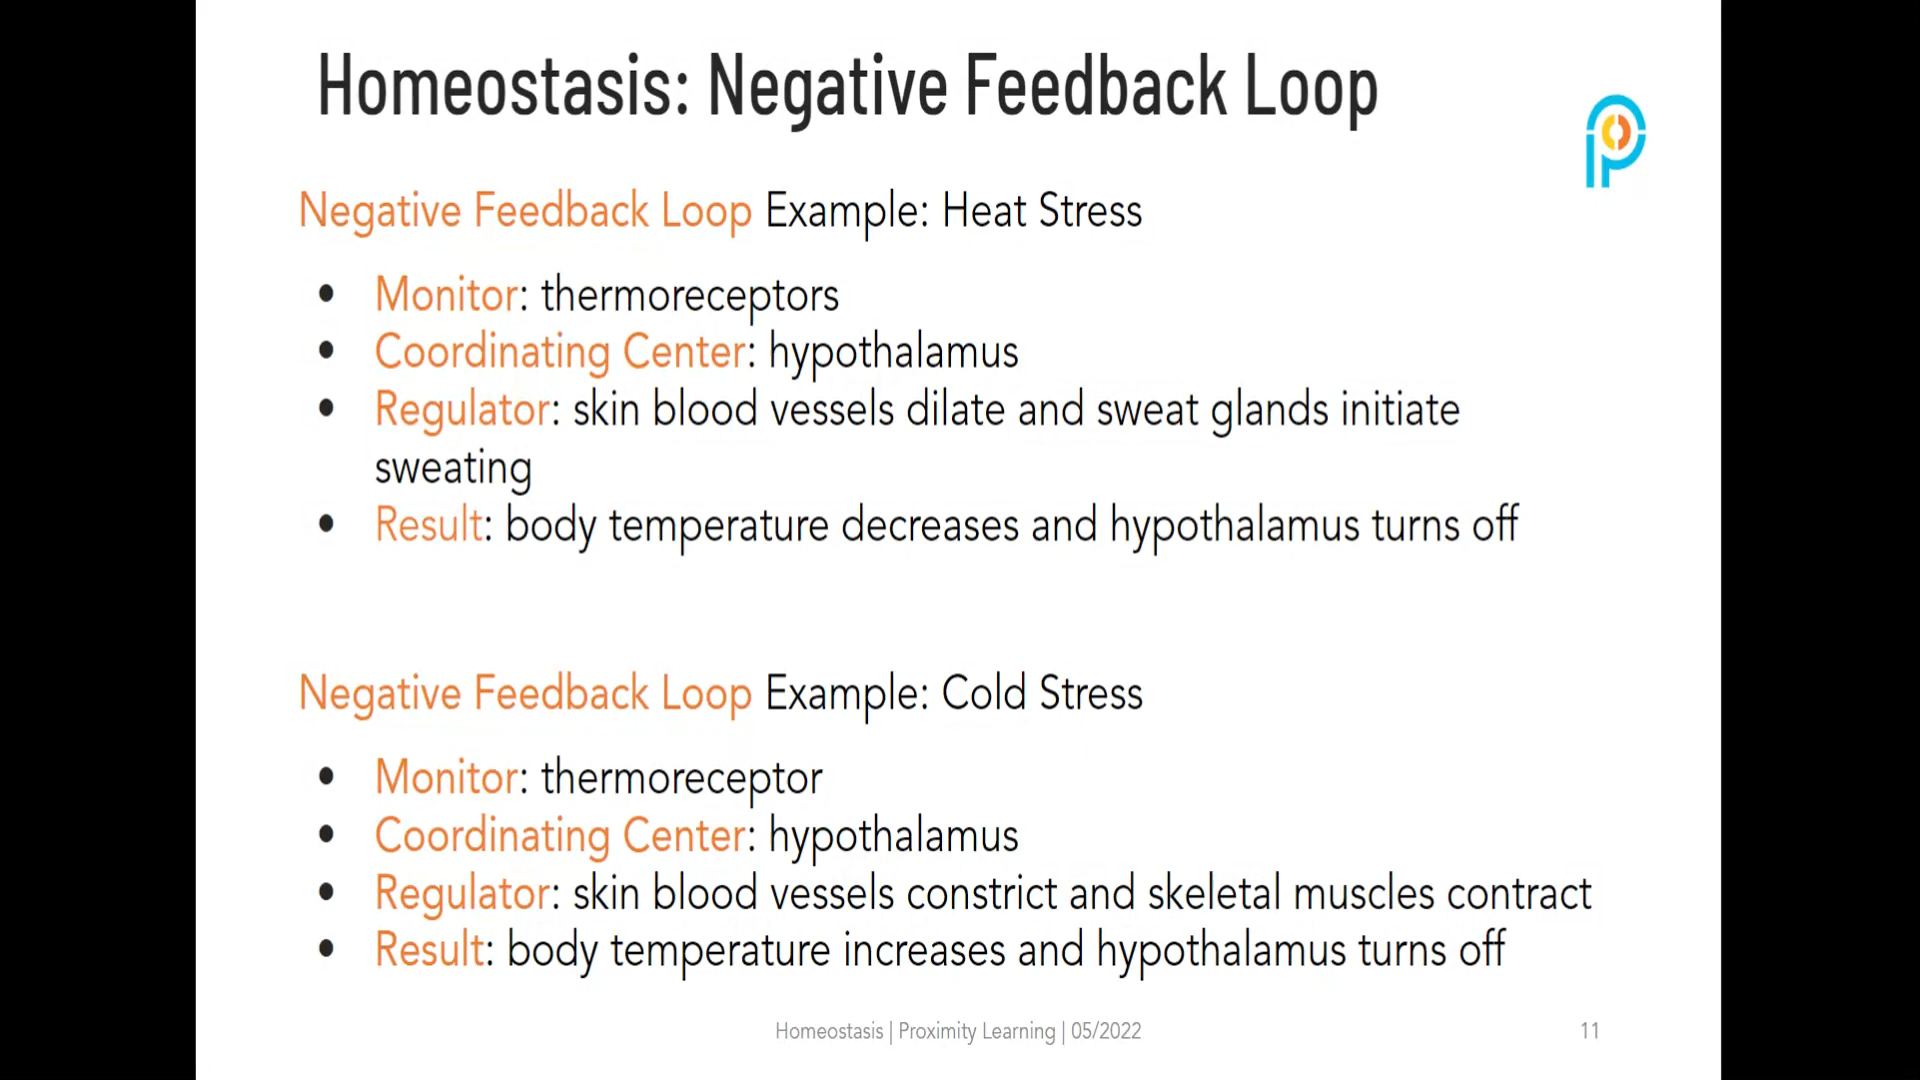 Homeostasis: Negative Feedback Loop
Negative Feedback Loop Example: Heat Stress
• Monitor: thermoreceptors
• Coordinating Center: hypothalamus
• Regulator: skin blood vessels dilate and sweat glands initiate
sweating
• Result: body temperature decreases and hypothalamus turns off
Negative Feedback Loop Example: Cold Stress
• Monitor: thermoreceptor
• Coordinating Center: hypothalamus
• Regulator: skin blood vessels constrict and skeletal muscles contract
• Result: body temperature increases and hypothalamus turns off
Homeostasis | Proximity Learning | 05/2022
11